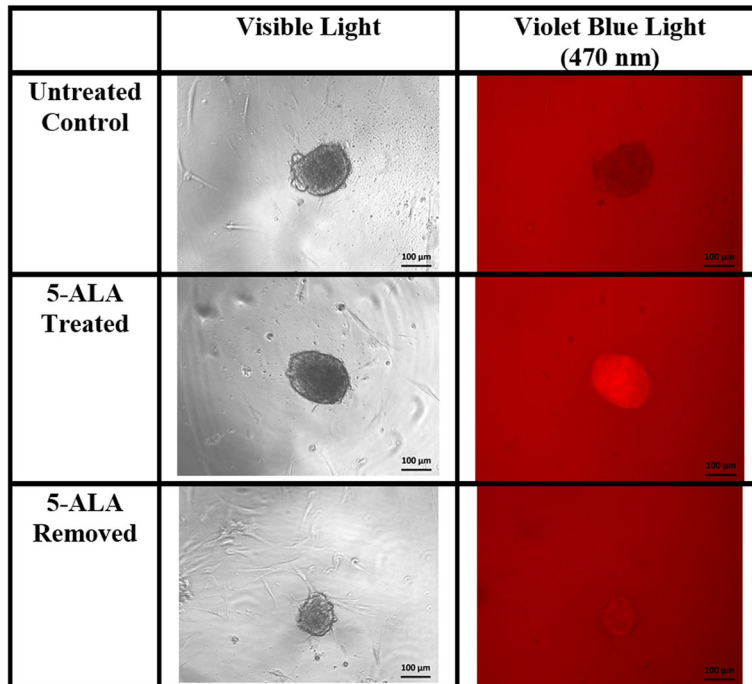 Visible Light
Violet Blue Light
(470 nm)
Untreated
Control
100 μm
100 μm
5-ALA
Treated
100 μm
100 μm
5-ALA
Removed
100 μm
100 μm